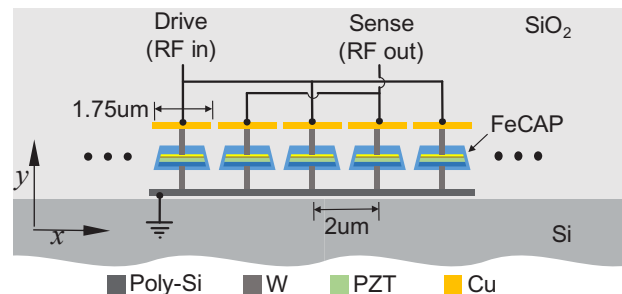 Drive
(RF in)
Sense
(RF out)
SiO2
1.75um
FeCAP
y
x
2um
Si
Poly-Si
W
PZT
Cu